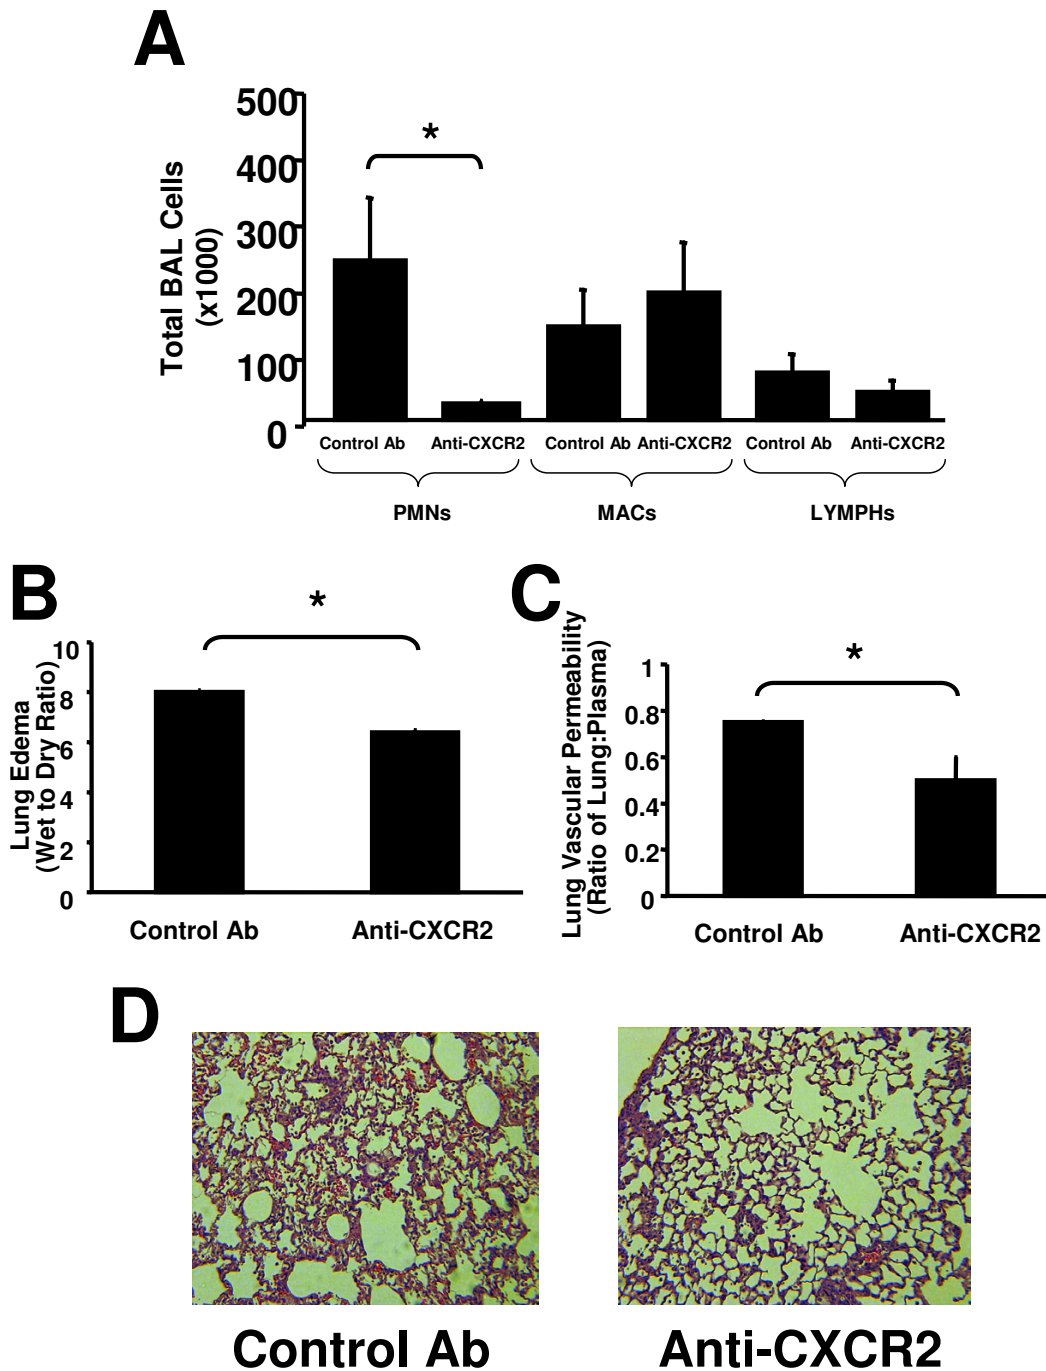 A
Total BAL Cells
(x1000)
500
400
300
200
100
0
*
Control Ab
Anti-CXCR2
Control Ab
Anti-CXCR2
Control Ab
Anti-CXCR2
PMNs
MACs
LYMPHs
B
Lung Edema
(Wet to Dry Ratio)
10
8
6
4
2
0
*
Control Ab
Anti-CXCR2
C
Lung Vascular Permeability
(Ratio of Lung:Plasma)
1
0.8
0.6
0.4
0.2
0
*
Control Ab
Anti-CXCR2
D
Control Ab
Anti-CXCR2